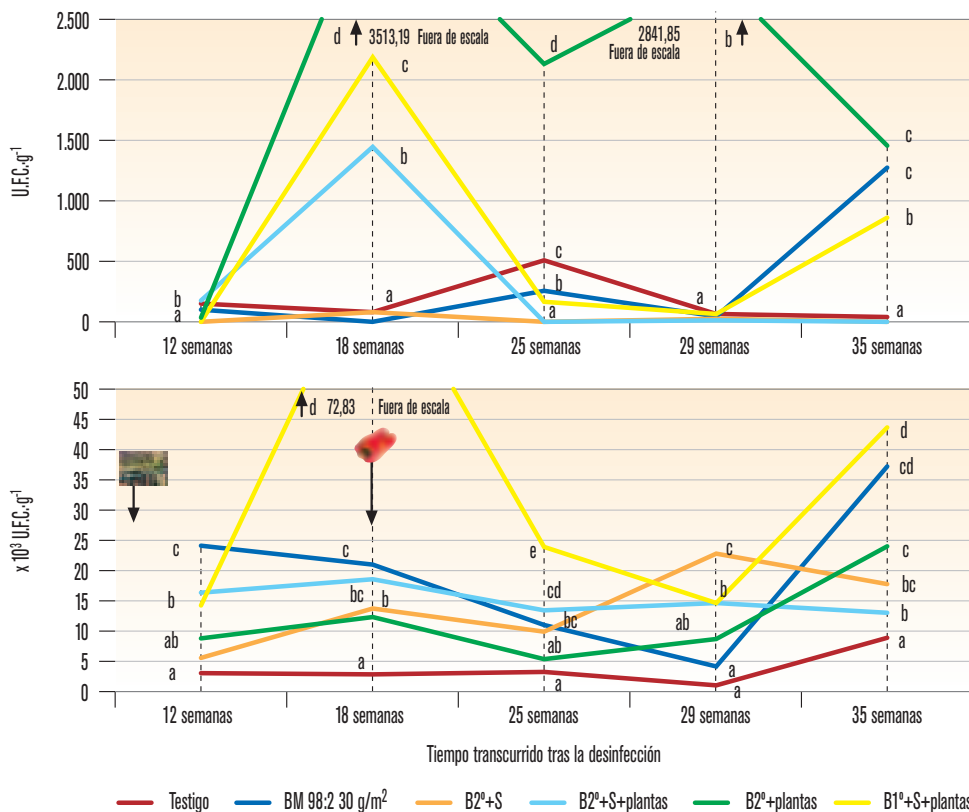 2.500
d 3513,19 Fuera de escala
2841,85
Fuera de escala
b
c
d
2.000
b
1.500
c
c
U.F.C.·g⁻¹
1.000
b
c
500
b
b
a
a
a
a
a
0
12 semanas 18 semanas 25 semanas 29 semanas 35 semanas
50
d 72,83 Fuera de escala
45
d
40
cd
35
30
x 10³ U.F.C.·g⁻¹
25
c c e c c
20
bc cd bc
15
b b b b
10
ab bc ab ab
5
a a a a a
a
0
12 semanas 18 semanas 25 semanas 29 semanas 35 semanas
Tiempo transcurrido tras la desinfección
Testigo BM 98:2 30 g/m² B2º+S B2º+S+plantas B2º+plantas B1º+S+plantas